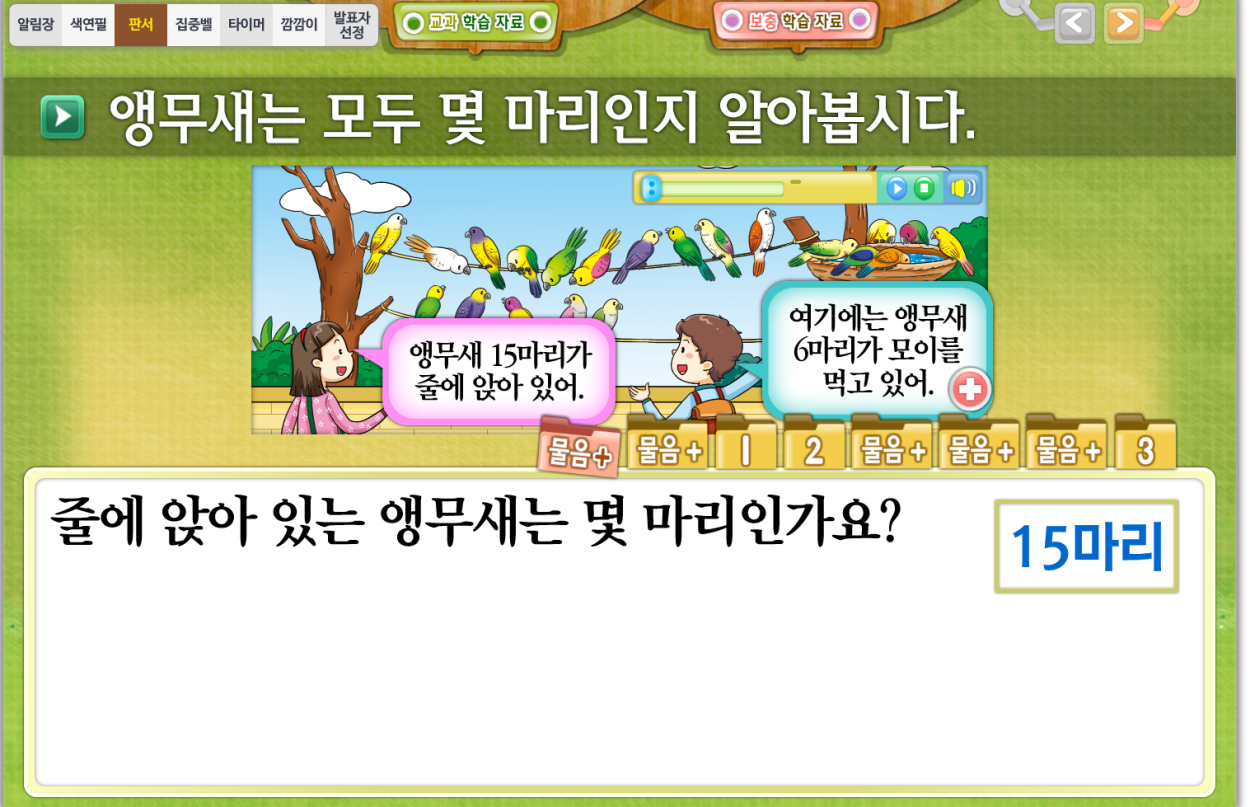 알림장 색연필 판서 집중벨 타이머 깜깜이 발표자
선정
교과 학습 자료
보충 학습 자료
앵무새는 모두 몇 마리인지 알아봅시다.
앵무새 15마리가
줄에 앉아 있어.
여기에는 앵무새
6마리가 모이를
먹고 있어.
물음+ 물음+ 1 2 물음+ 물음+ 물음+ 3
줄에 앉아 있는 앵무새는 몇 마리인가요?
15마리